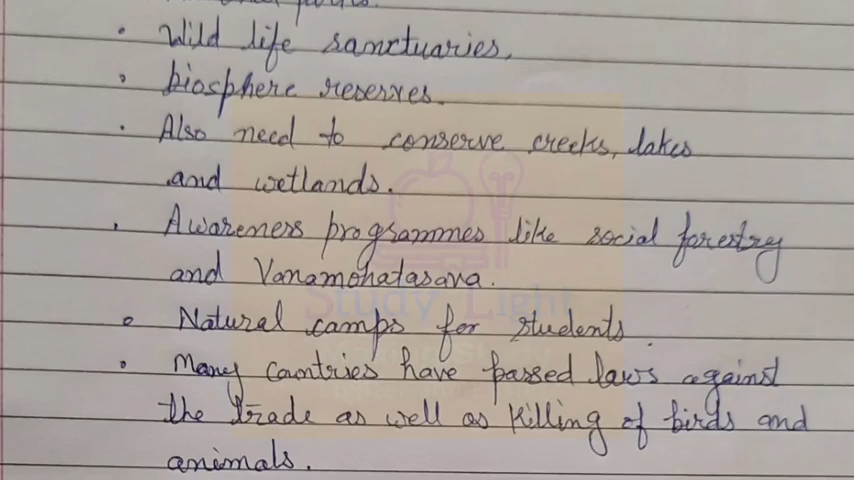 • Wild life sanctuaries,
• biosphere reserves.
• Also need to conserve creeks, lakes
and wetlands.
• Awareness programmes like social forestry
and Vanamohatasava.
• Natural camps for students.
• Many countries have passed laws against
the trade as well as killing of birds and
animals.
Study Light